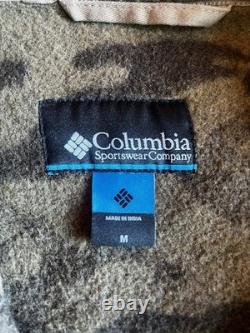 Columbia
Sportswear Company
MADE IN INDIA
M